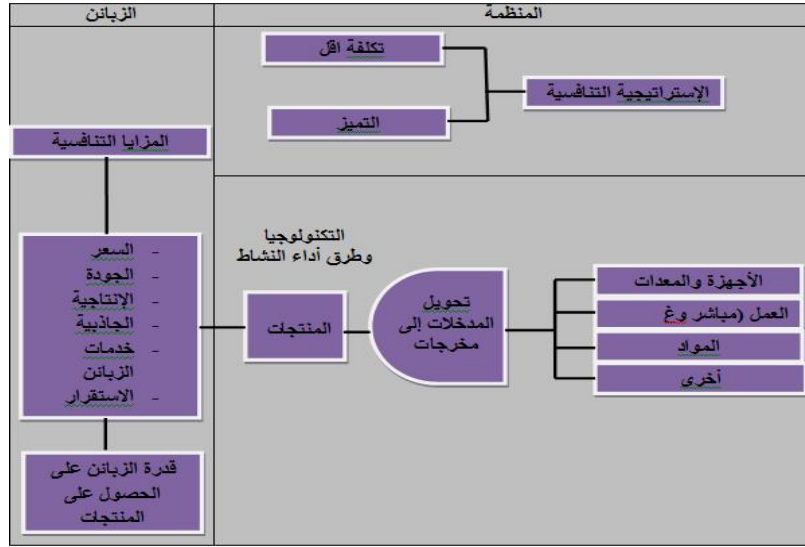 المنظمة
الزبائن
تكلفة اقل
الإستراتيجية التنافسية
التميز
المزايا التنافسية
التكنولوجيا
وطرق أداء النشاط
الأجهزة والمعدات
العمل (مباشر وغ
المواد
أخرى
تحويل
المدخلات إلى
مخرجات
المنتجات
- السعر
- الجودة
- الإنتاجية
- الجاذبية
- خدمات
الزبائن
- الاستقرار
قدرة الزبائن على
الحصول على
المنتجات